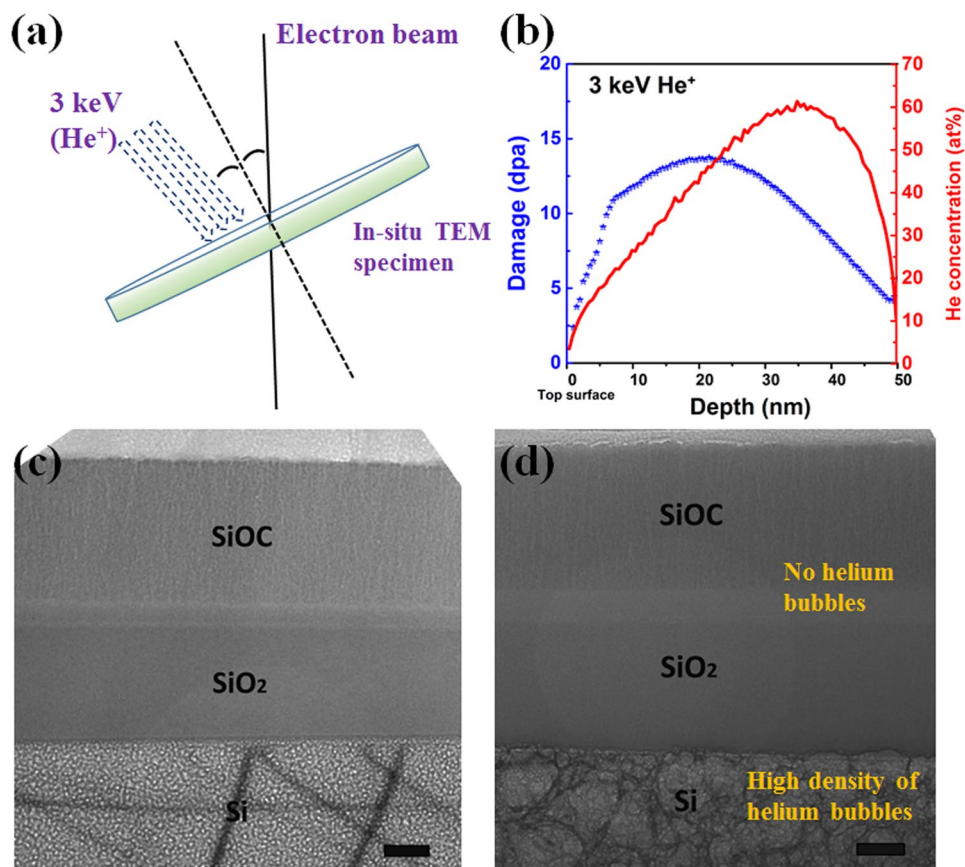 (a)
Electron beam
3 keV
(He⁺)
In-situ TEM
specimen
(b)
3 keV He⁺
Damage (dpa)
20
15
10
5
0
He concentration (at%)
70
60
50
40
30
20
10
0
0 10 20 30 40 50
Top surface
Depth (nm)
(c)
SiOC
SiO₂
Si
(d)
SiOC
No helium
bubbles
SiO₂
Si
High density of
helium bubbles